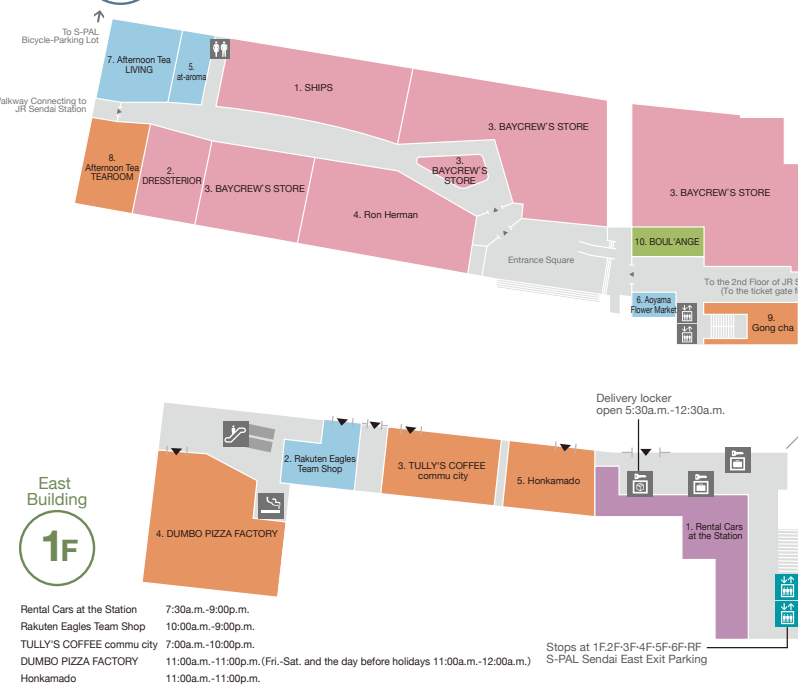 To S-PAL
Bicycle-Parking Lot
7. Afternoon Tea
LIVING
5.
at-aroma
1. SHIPS
3. BAYCREW'S STORE
Walkway Connecting to
JR Sendai Station
8.
Afternoon Tea
TEAROOM
2.
DRESSTERIOR
3. BAYCREW'S STORE
3.
BAYCREW'S
STORE
3. BAYCREW'S STORE
4. Ron Herman
10. BOUL'ANGE
Entrance Square
To the 2nd Floor of JR S
(To the ticket gate
6. Aoyama
Flower Market
9.
Gong cha
Delivery locker
open 5:30a.m.-12:30a.m.
2. Rakuten Eagles
Team Shop
3. TULLY'S COFFEE
commu city
5. Honkamado
East
Building
1F
4. DUMBO PIZZA FACTORY
1. Rental Cars
at the Station
Rental Cars at the Station 7:30a.m.-9:00p.m.
Rakuten Eagles Team Shop 10:00a.m.-9:00p.m.
TULLY'S COFFEE commu city 7:00a.m.-10:00p.m.
DUMBO PIZZA FACTORY 11:00a.m.-11:00p.m.(Fri.-Sat. and the day before holidays 11:00a.m.-12:00a.m.)
Honkamado 11:00a.m.-11:00p.m.
Stops at 1F.2F·3F·4F·5F·6F·RF
S-PAL Sendai East Exit Parking